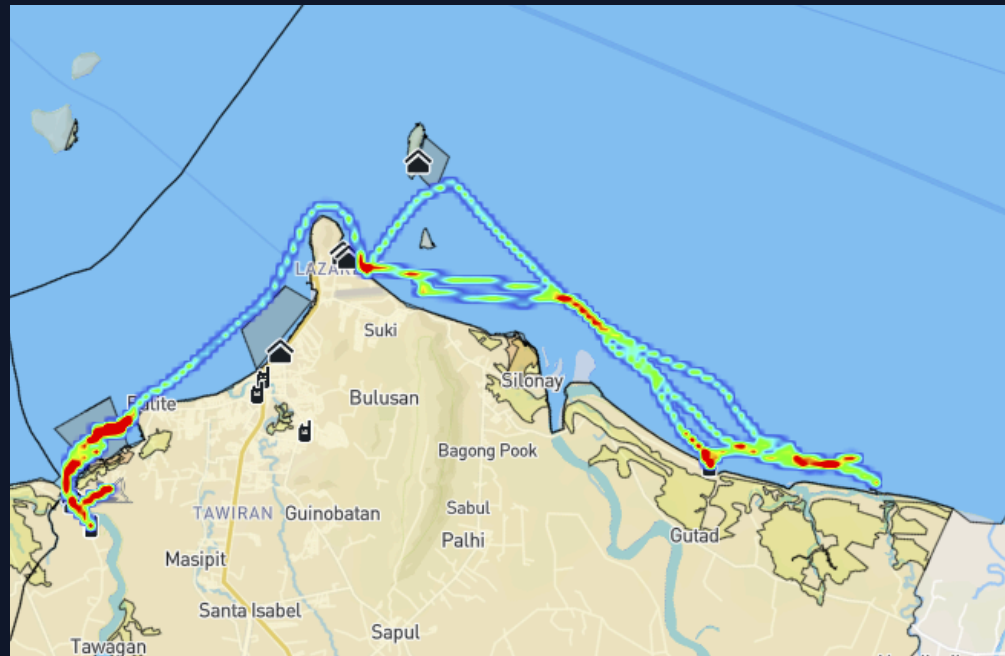 Suki
Silonay
Bulusan
Bagong Pook
TAWIRAN
Guinobatan
Sabul
Palhi
Gutad
Masipit
Santa Isabel
Sapul
Tawagan